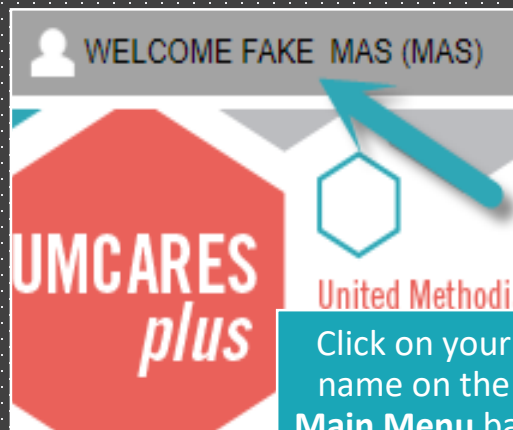 WELCOME FAKE MAS (MAS)
UMCARES
plus
United Methodi
Click on your
name on the
Main Menu ba